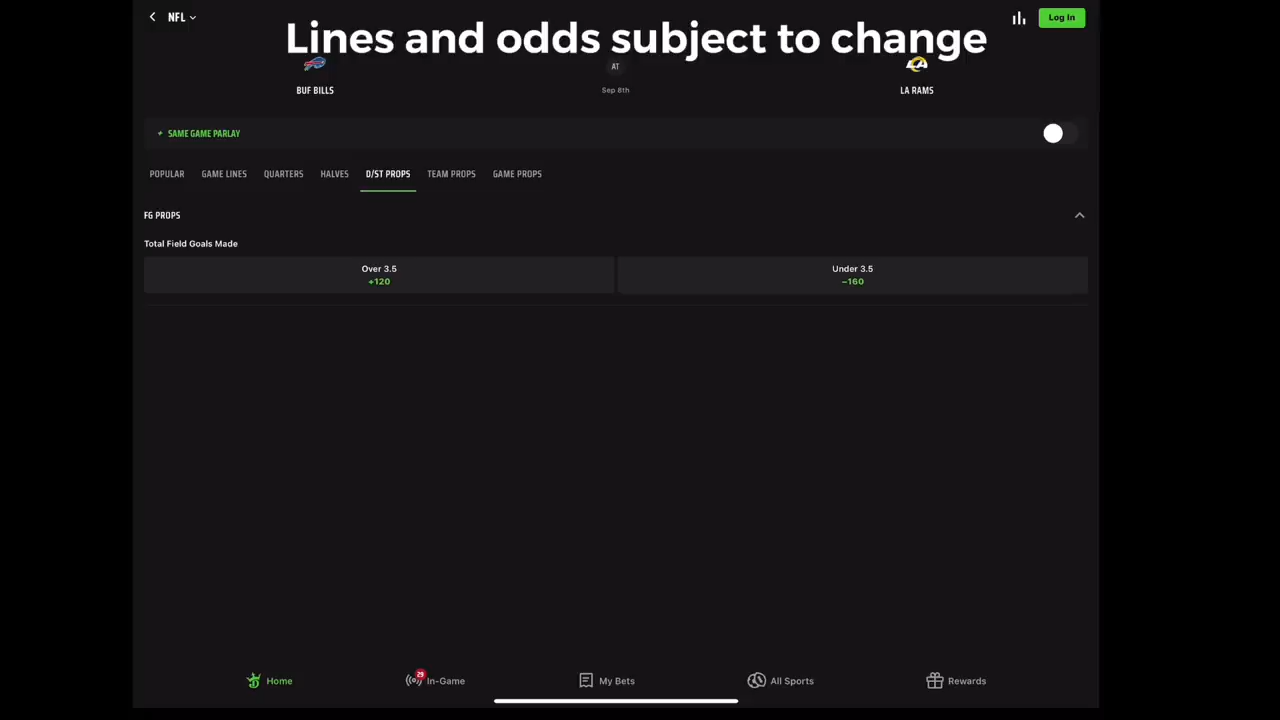 NFL
Log In
Lines and odds subject to change
AT
BUF BILLS
Sep 8th
LA RAMS
SAME GAME PARLAY
POPULAR GAME LINES QUARTERS HALVES D/ST PROPS TEAM PROPS GAME PROPS
FG PROPS
Total Field Goals Made
Over 3.5
+120
Under 3.5
−160
Home
29
In-Game
My Bets
All Sports
Rewards